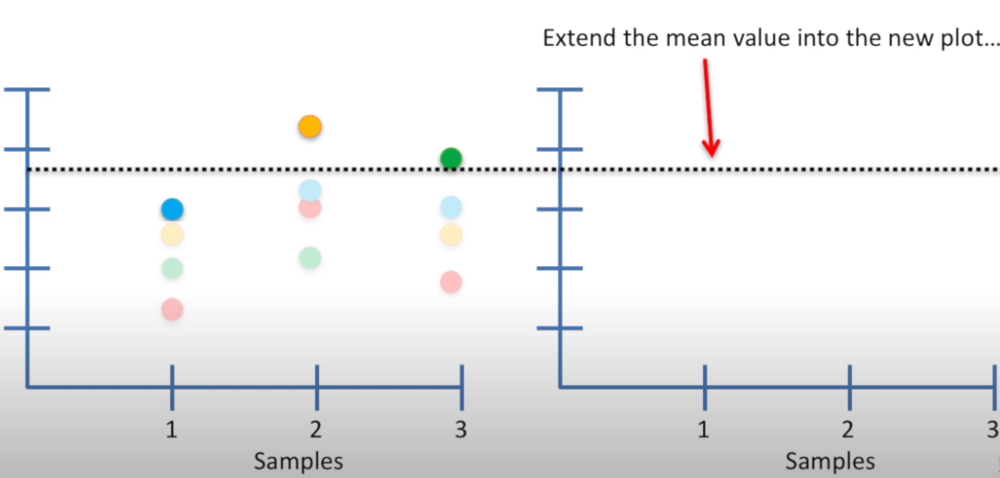 Extend the mean value into the new plot...
1 2 3
Samples
1 2 3
Samples